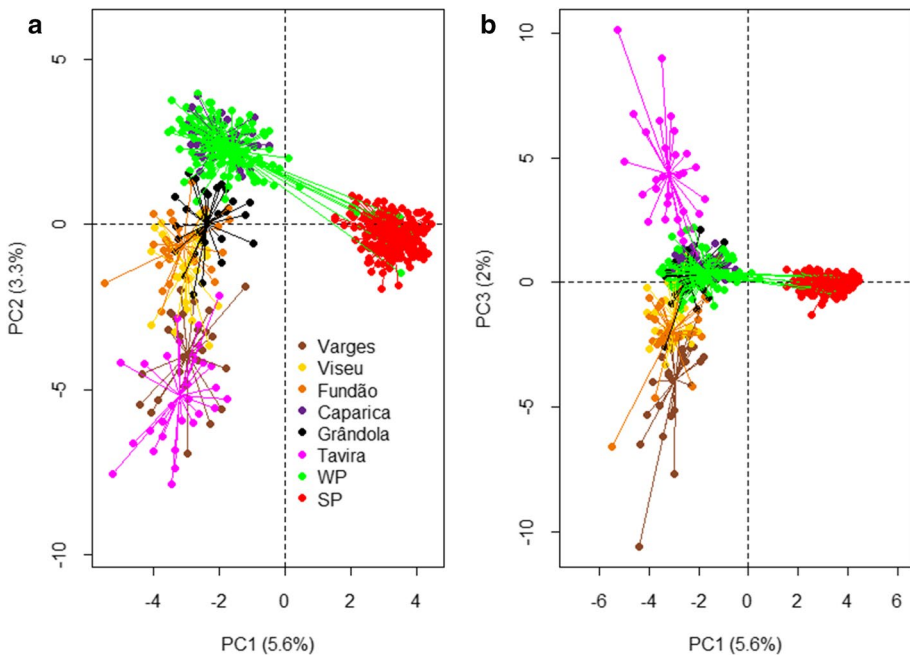 a
5
0
-5
-10
PC2 (3.3%)
-4
-2
0
2
4
PC1 (5.6%)
Varges
Viseu
Fundão
Caparica
Grândola
Tavira
WP
SP
b
10
5
0
-5
-10
PC3 (2%)
-6
-4
-2
0
2
4
6
PC1 (5.6%)